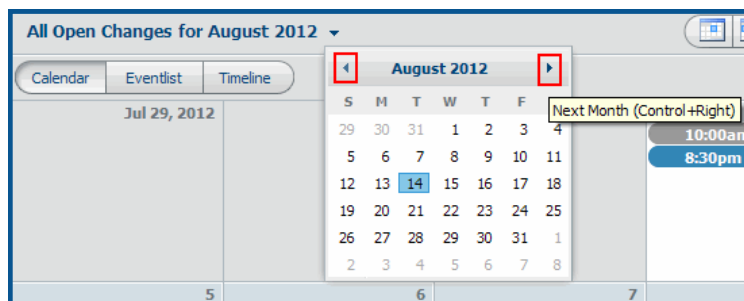 All Open Changes for August 2012
Calendar Eventlist Timeline
August 2012
S M T W T F
Next Month (Control+Right)
Jul 29, 2012
29 30 31 1 2 3 4
10:00am
5 6 7 8 9 10 11
8:30pm
12 13 14 15 16 17 18
19 20 21 22 23 24 25
26 27 28 29 30 31 1
2 3 4 5 6 7 8
5 6 7